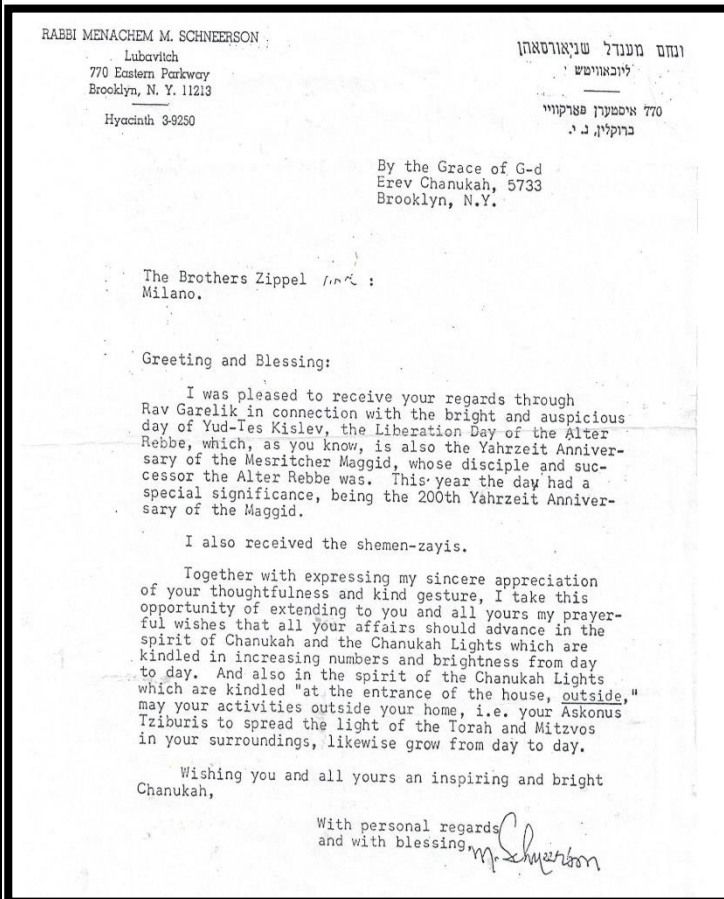 RABBI MENACHEM M. SCHNEERSON
Lubavitch
770 Eastern Parkway
Brooklyn, N. Y. 11213
Hyacinth 3-9250
מנחם מענדל שניאורסאהן
ליובאוויטש
770 איסטערן פארקוויי
ברוקלין, נ. י.
By the Grace of G-d
Erev Chanukah, 5733
Brooklyn, N.Y.
The Brothers Zippel :
Milano.
Greeting and Blessing:
I was pleased to receive your regards through
Rav Garelik in connection with the bright and auspicious
day of Yud-Tes Kislev, the Liberation Day of the Alter
Rebbe, which, as you know, is also the Yahrzeit Anniver-
sary of the Mesritcher Maggid, whose disciple and suc-
cessor the Alter Rebbe was. This year the day had a
special significance, being the 200th Yahrzeit Anniver-
sary of the Maggid.
I also received the shemen-zayis.
Together with expressing my sincere appreciation
of your thoughtfulness and kind gesture, I take this
opportunity of extending to you and all yours my prayer-
ful wishes that all your affairs should advance in the
spirit of Chanukah and the Chanukah Lights which are
kindled in increasing numbers and brightness from day
to day. And also in the spirit of the Chanukah Lights
which are kindled "at the entrance of the house, outside,"
may your activities outside your home, i.e. your Askonus
Tziburis to spread the light of the Torah and Mitzvos
in your surroundings, likewise grow from day to day.
Wishing you and all yours an inspiring and bright
Chanukah,
With personal regards
and with blessing,
M. Schneerson